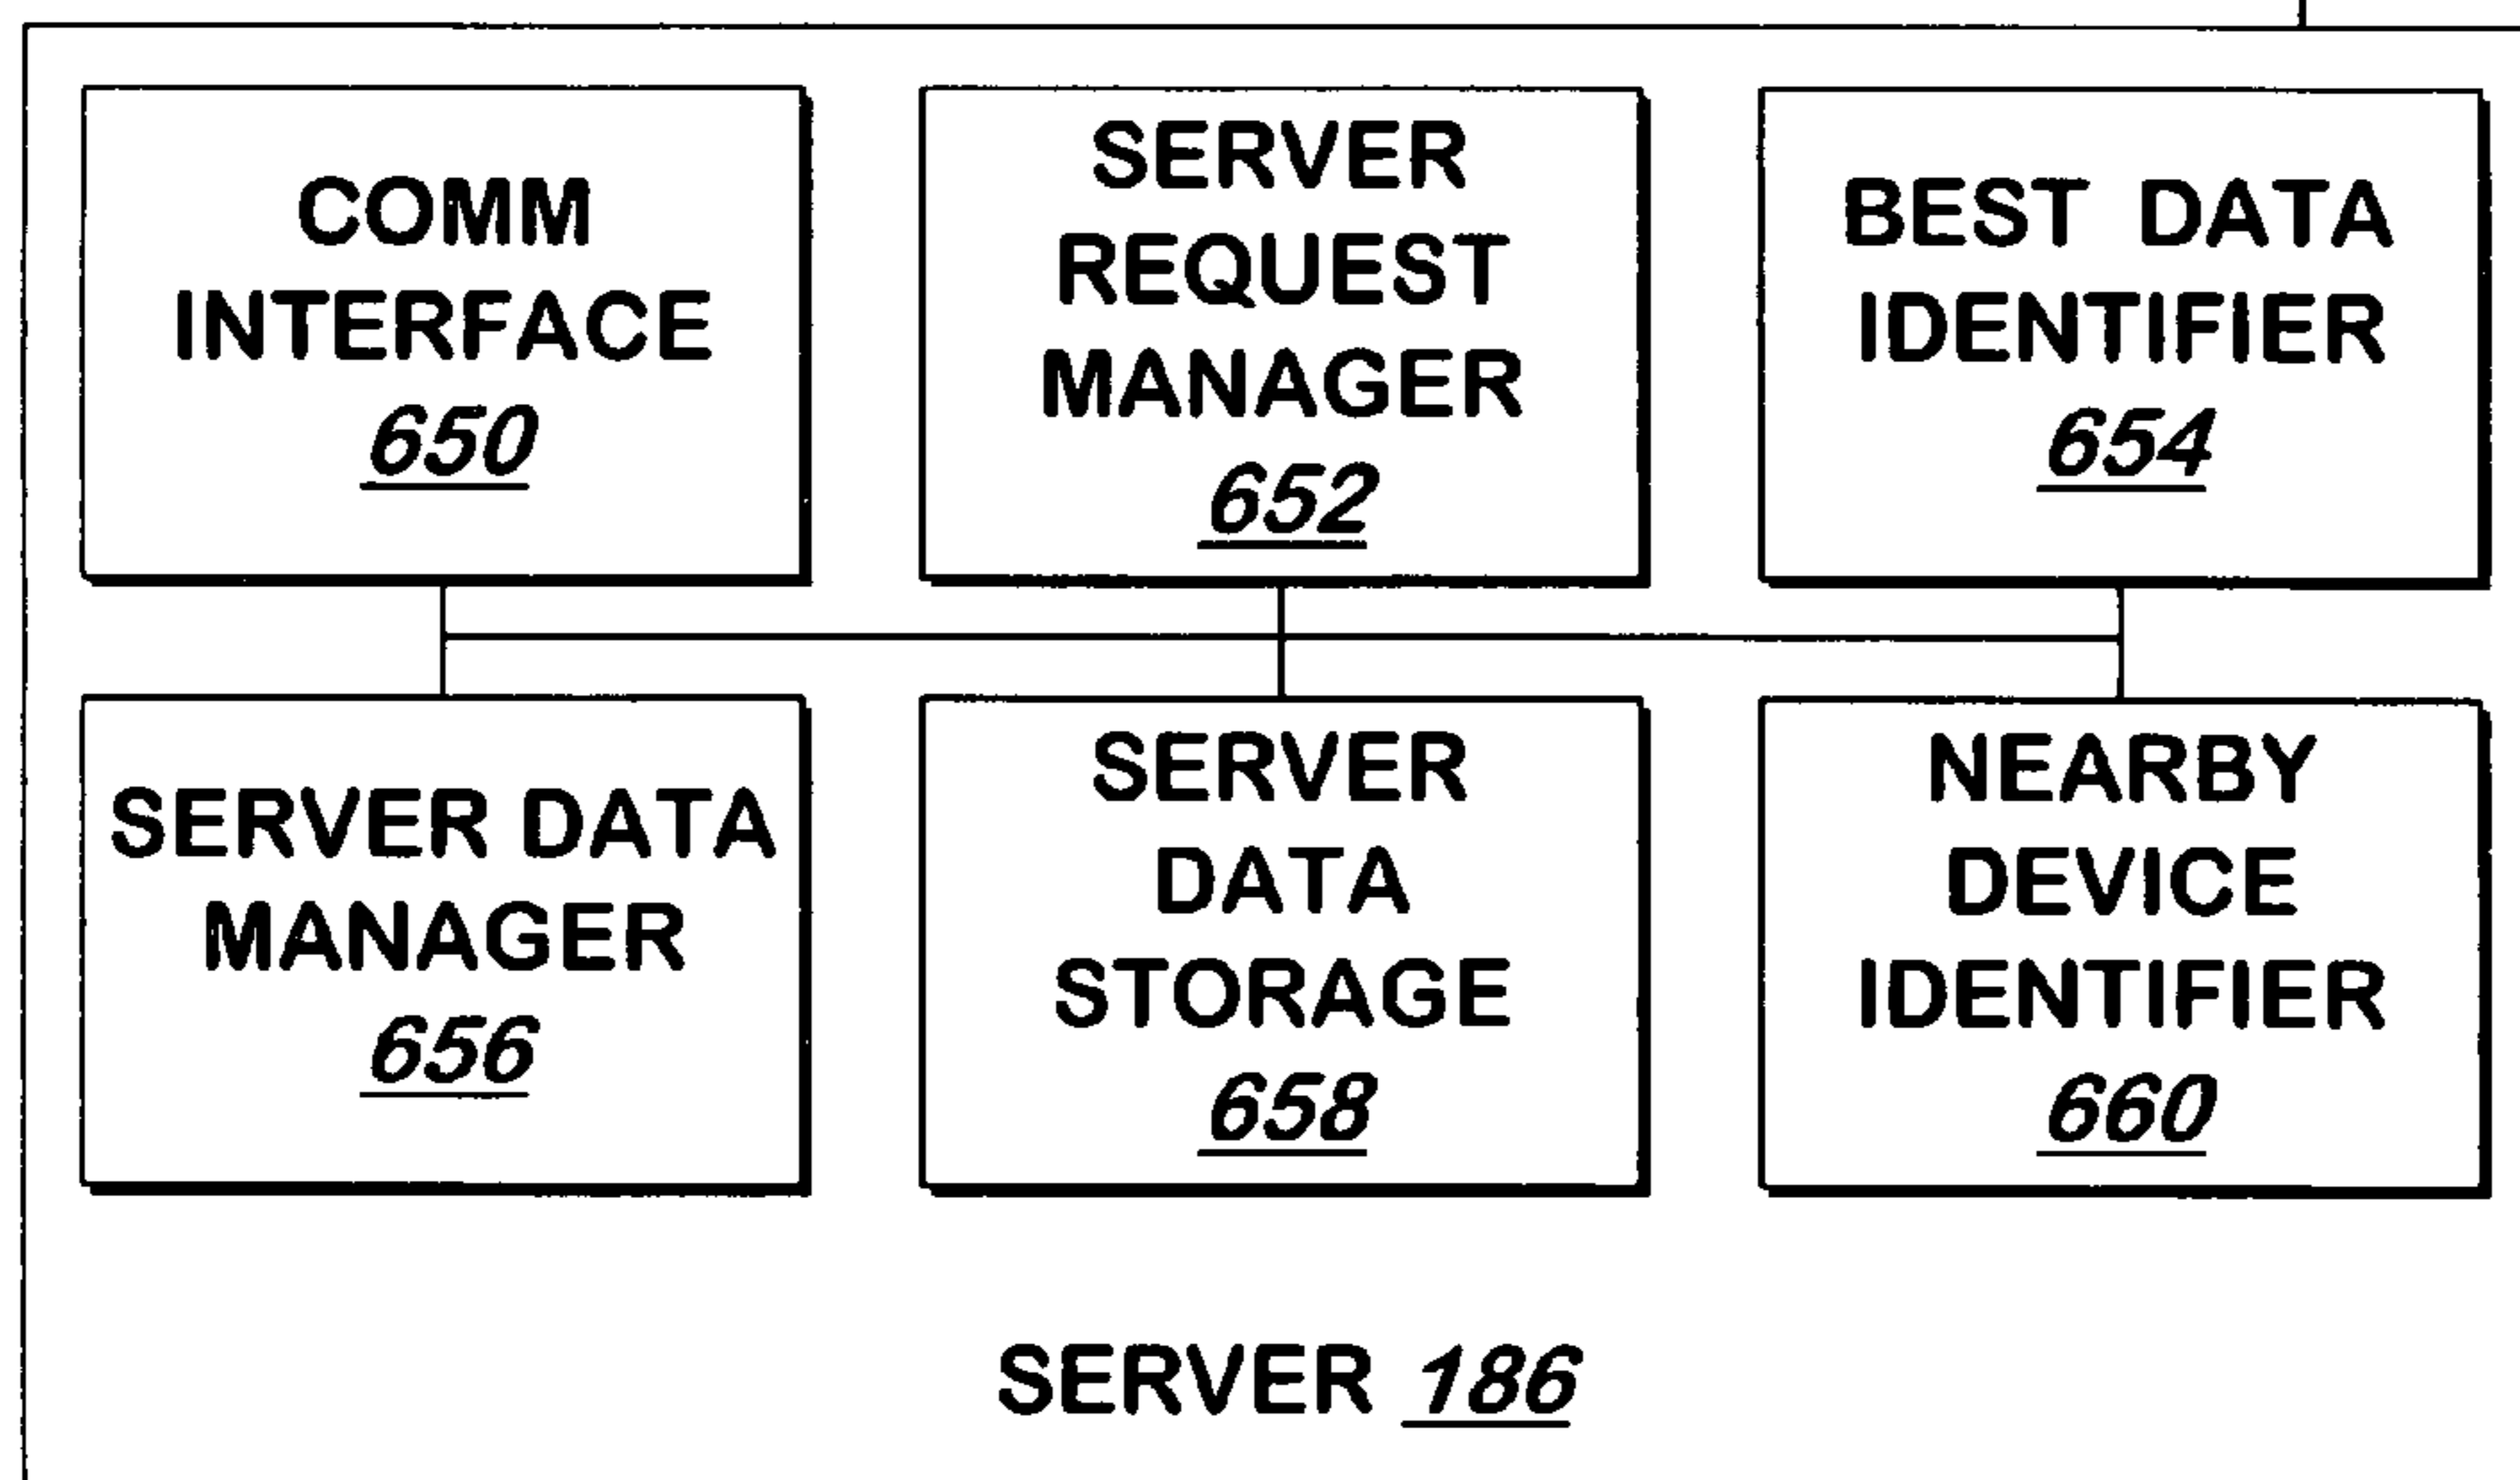 COMM
INTERFACE
650
SERVER
REQUEST
MANAGER
652
BEST DATA
IDENTIFIER
654
SERVER DATA
MANAGER
656
SERVER
DATA
STORAGE
658
NEARBY
DEVICE
IDENTIFIER
660
SERVER 186